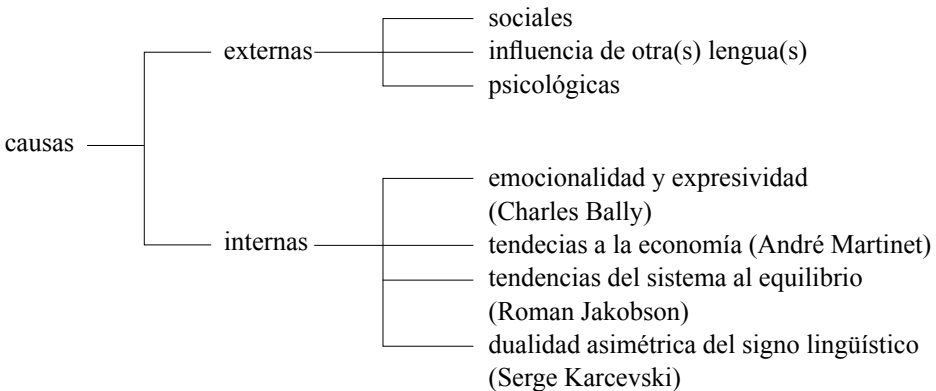 sociales
externas
influencia de otra(s) lengua(s)
psicológicas
causas
emocionalidad y expresividad
(Charles Bally)
internas
tendecias a la economía (André Martinet)
tendencias del sistema al equilibrio
(Roman Jakobson)
dualidad asimétrica del signo lingüístico
(Serge Karcevski)